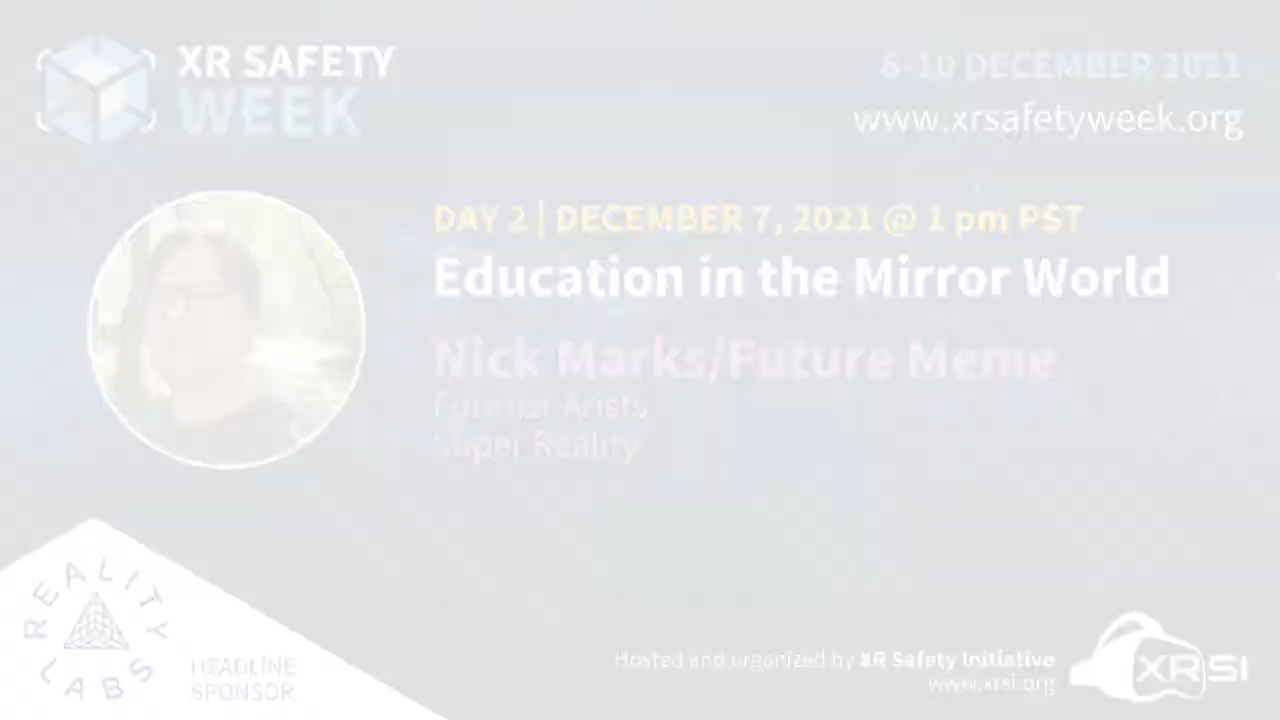 XR SAFETY
WEEK
6-10 DECEMBER 2021
www.xrsafetyweek.org
DAY 2 | DECEMBER 7, 2021 @ 1 pm PST
Education in the Mirror World
Nick Marks/Future Meme
Futurist Arists
Super Reality
REALITY
LABS
HEADLINE
SPONSOR
Hosted and organized by XR Safety Initiative
www.xrsi.org
XRSI